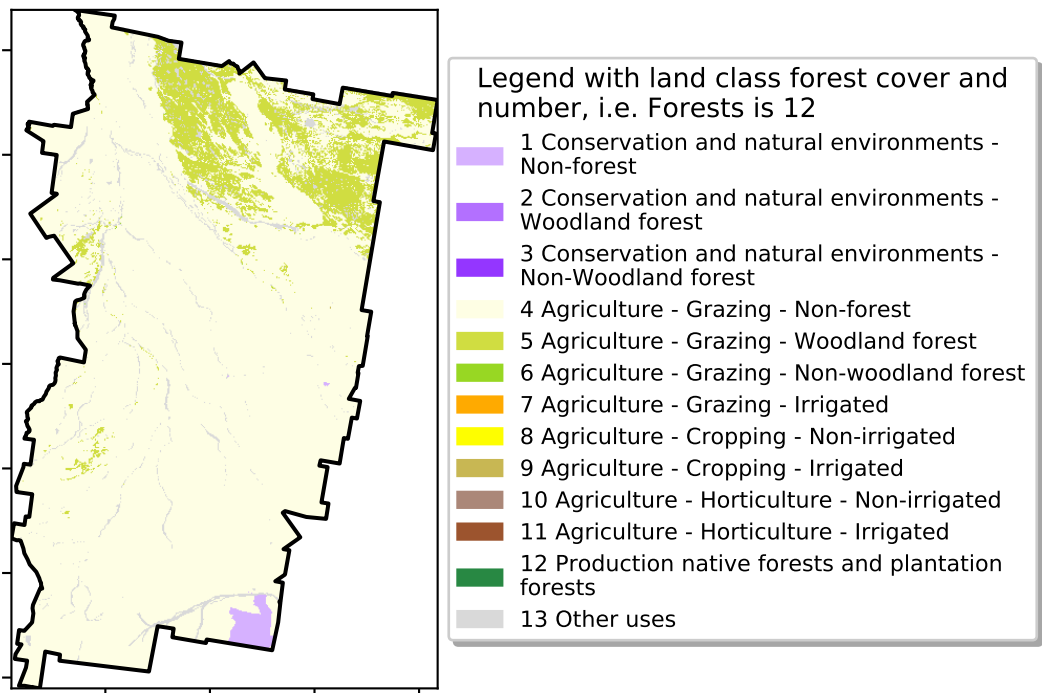 Legend with land class forest cover and
number, i.e. Forests is 12
1 Conservation and natural environments -
Non-forest
2 Conservation and natural environments -
Woodland forest
3 Conservation and natural environments -
Non-Woodland forest
4 Agriculture - Grazing - Non-forest
5 Agriculture - Grazing - Woodland forest
6 Agriculture - Grazing - Non-woodland forest
7 Agriculture - Grazing - Irrigated
8 Agriculture - Cropping - Non-irrigated
9 Agriculture - Cropping - Irrigated
10 Agriculture - Horticulture - Non-irrigated
11 Agriculture - Horticulture - Irrigated
12 Production native forests and plantation
forests
13 Other uses